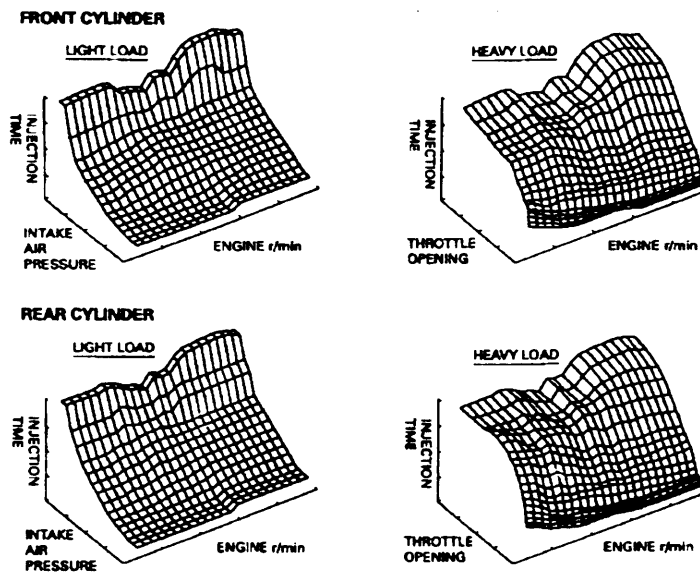 FRONT CYLINDER
LIGHT LOAD
INJECTION
TIME
INTAKE
AIR
PRESSURE
ENGINE r/min
HEAVY LOAD
INJECTION
TIME
THROTTLE
OPENING
ENGINE r/min
REAR CYLINDER
LIGHT LOAD
INJECTION
TIME
INTAKE
AIR
PRESSURE
ENGINE r/min
HEAVY LOAD
INJECTION
TIME
THROTTLE
OPENING
ENGINE r/min